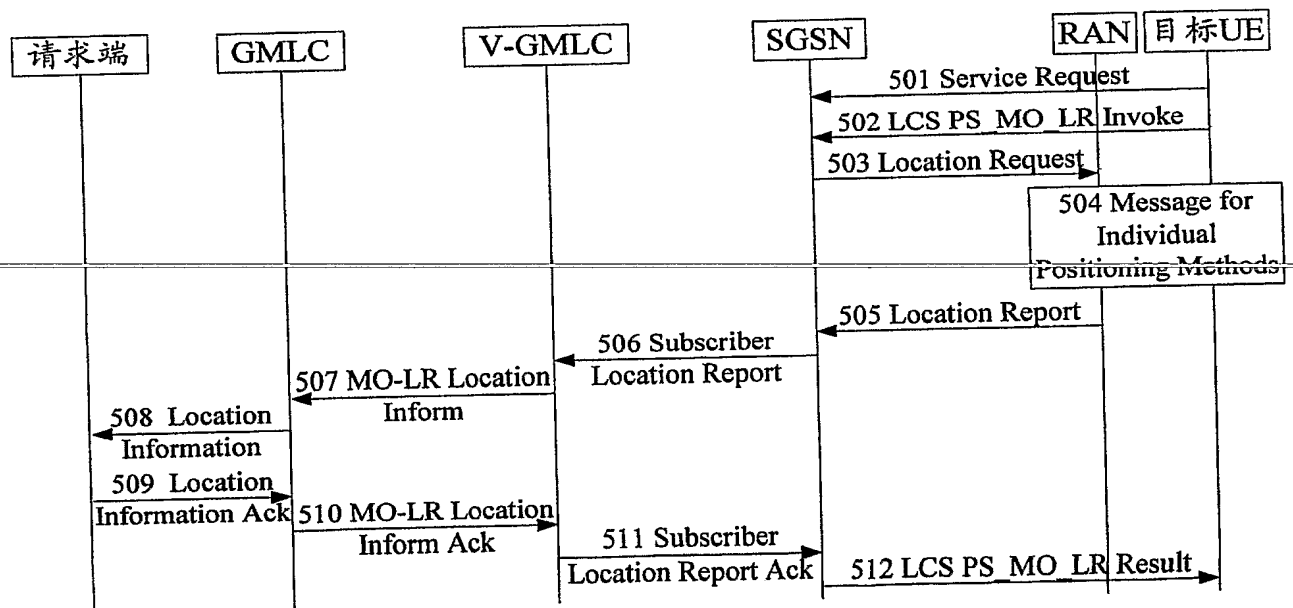 请求端
GMLC
V-GMLC
SGSN
RAN
目标UE
501 Service Request
502 LCS PS_MO_LR Invoke
503 Location Request
504 Message for
Individual
Positioning Methods
505 Location Report
506 Subscriber
Location Report
507 MO-LR Location
Inform
508 Location
Information
509 Location
Information Ack
510 MO-LR Location
Inform Ack
511 Subscriber
Location Report Ack
512 LCS PS_MO_LR Result